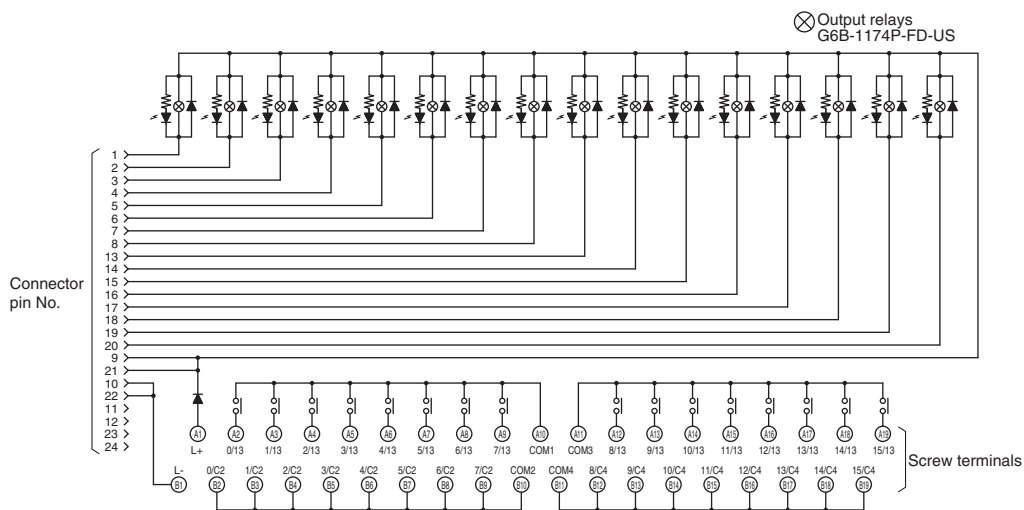 Output relays
G6B-1174P-FD-US
1
2
3
4
5
6
7
8
13
14
15
16
17
18
19
20
9
21
10
22
11
12
23
24
Connector
pin No.
A1 A2 A3 A4 A5 A6 A7 A8 A9 A10 A11 A12 A13 A14 A15 A16 A17 A18 A19
L+ 0/13 1/13 2/13 3/13 4/13 5/13 6/13 7/13 COM1 COM3 8/13 9/13 10/13 11/13 12/13 13/13 14/13 15/13
Screw terminals
L- 0/C2 1/C2 2/C2 3/C2 4/C2 5/C2 6/C2 7/C2 COM2 COM4 8/C4 9/C4 10/C4 11/C4 12/C4 13/C4 14/C4 15/C4
B1 B2 B3 B4 B5 B6 B7 B8 B9 B10 B11 B12 B13 B14 B15 B16 B17 B18 B19